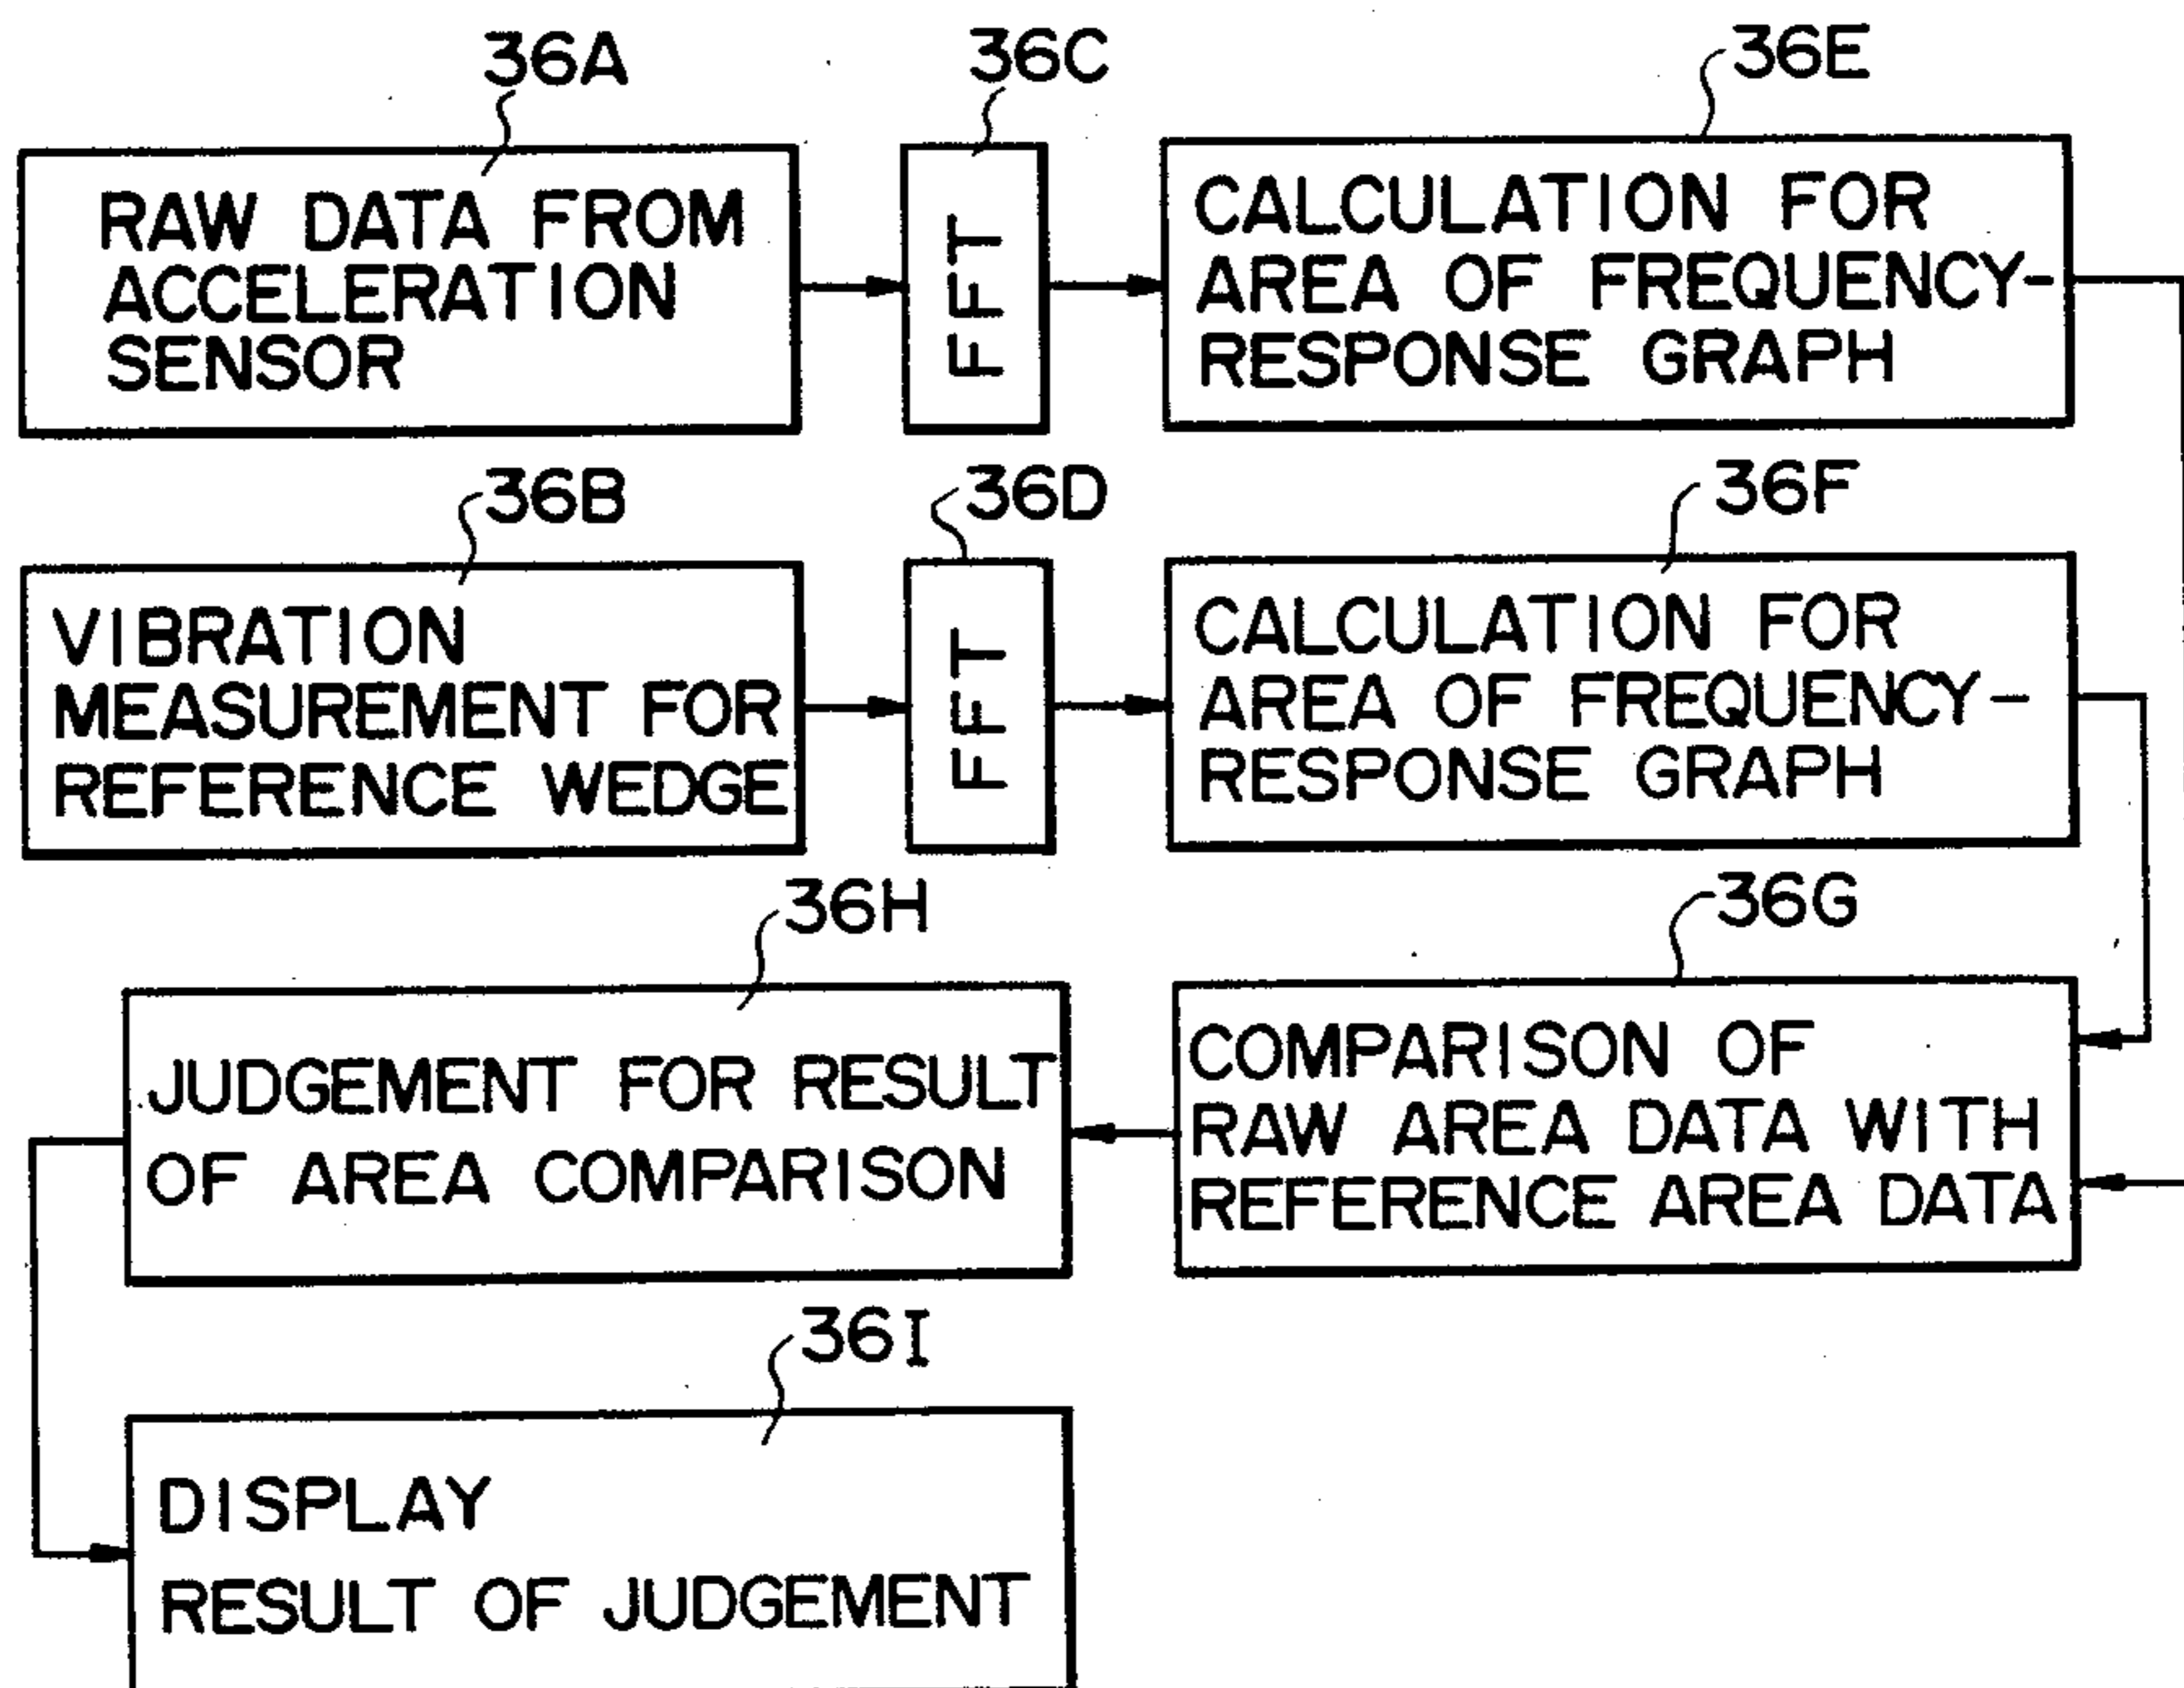 36A
RAW DATA FROM
ACCELERATION
SENSOR
36C
FFT
36E
CALCULATION FOR
AREA OF FREQUENCY-
RESPONSE GRAPH
36B
VIBRATION
MEASUREMENT FOR
REFERENCE WEDGE
36D
FFT
36F
CALCULATION FOR
AREA OF FREQUENCY-
RESPONSE GRAPH
36H
JUDGEMENT FOR RESULT
OF AREA COMPARISON
36G
COMPARISON OF
RAW AREA DATA WITH
REFERENCE AREA DATA
36I
DISPLAY
RESULT OF JUDGEMENT